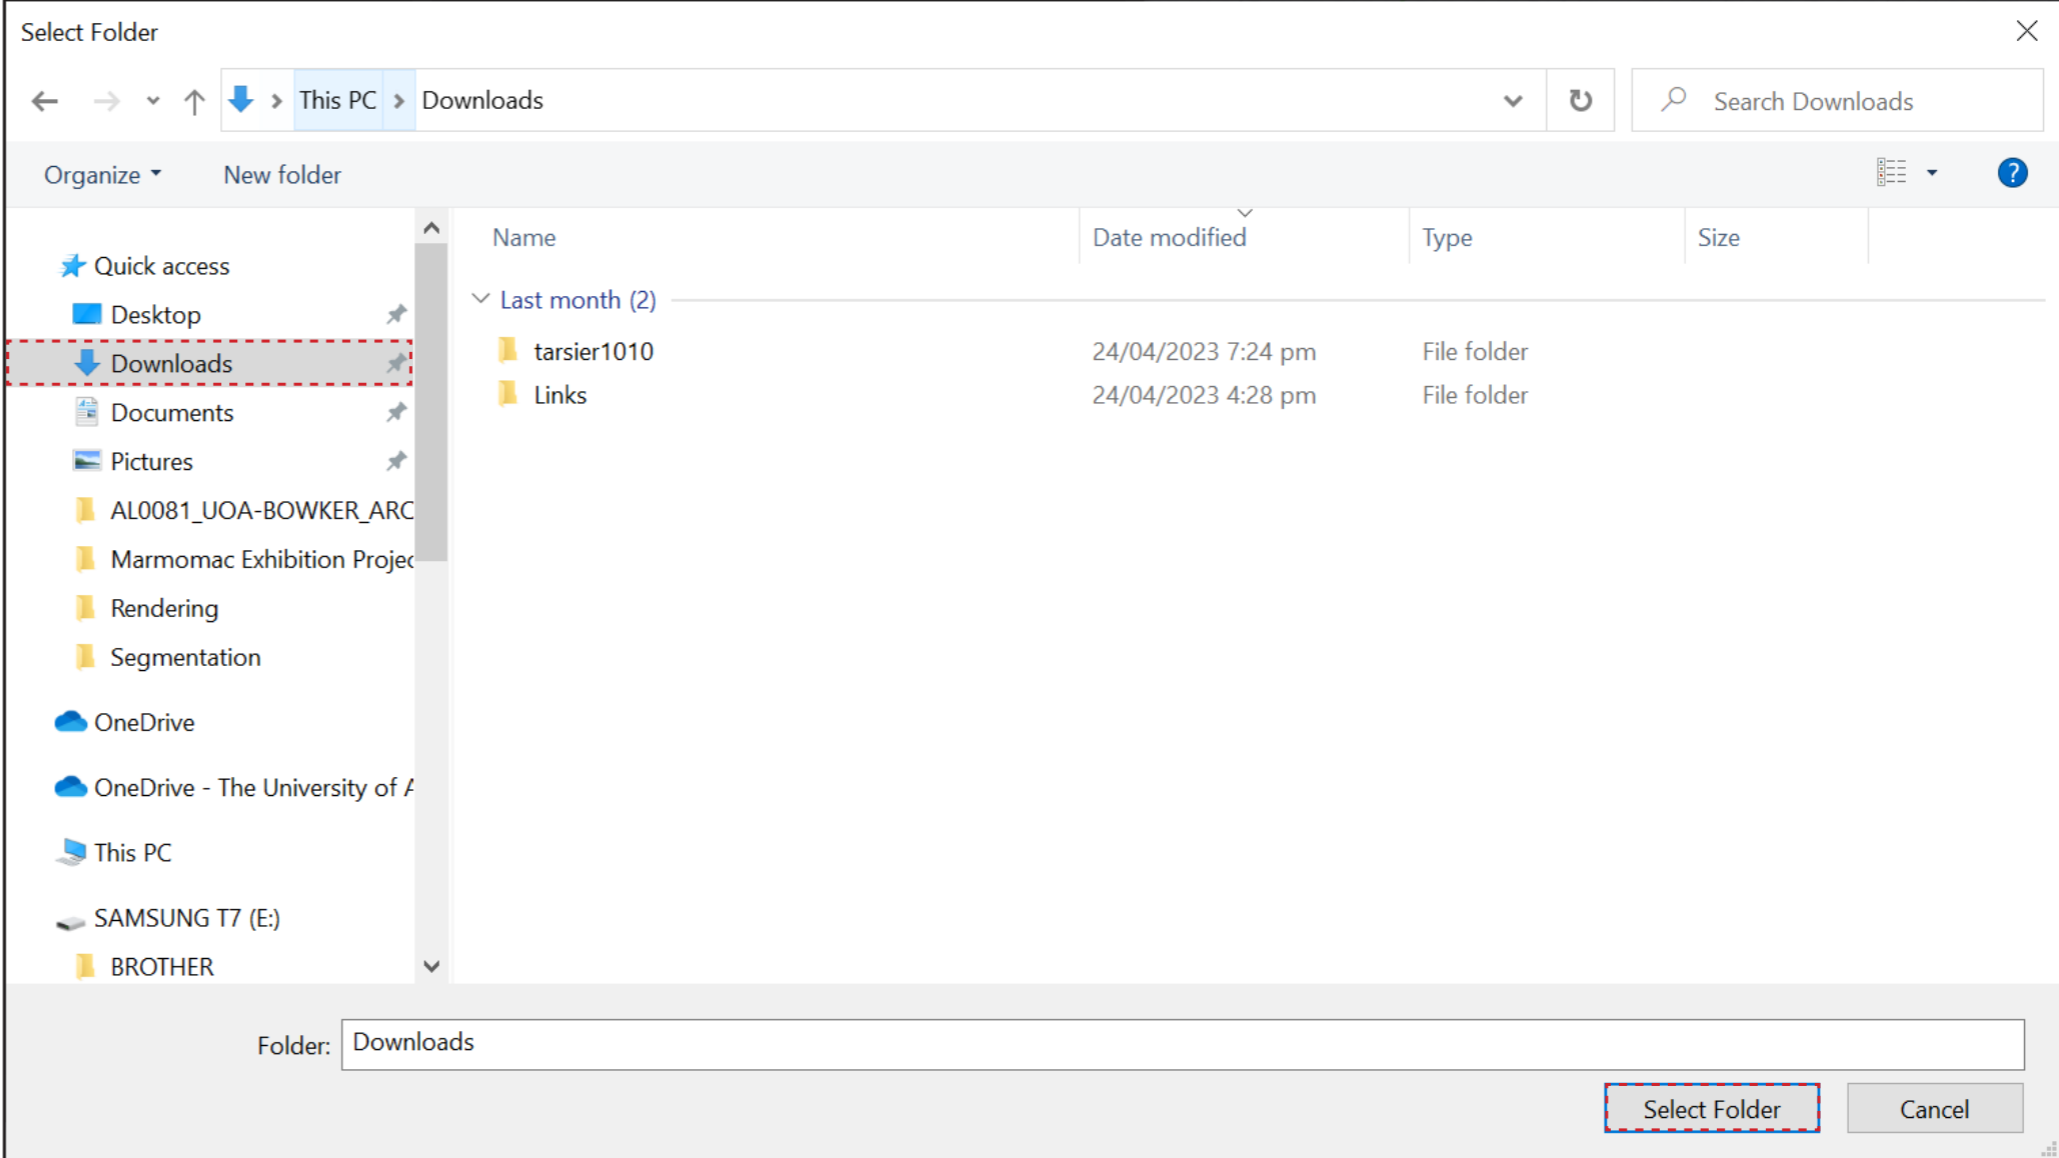 Select Folder
This PC Downloads
Search Downloads
Organize
New folder
?
Name
Date modified
Type
Size
Quick access
Desktop
Downloads
Documents
Pictures
AL0081_UOA-BOWKER_ARC
Marmomac Exhibition Projec
Rendering
Segmentation
OneDrive
OneDrive - The University of A
This PC
SAMSUNG T7 (E:)
BROTHER
Last month (2)
tarsier1010 24/04/2023 7:24 pm File folder
Links 24/04/2023 4:28 pm File folder
Folder: Downloads
Select Folder
Cancel